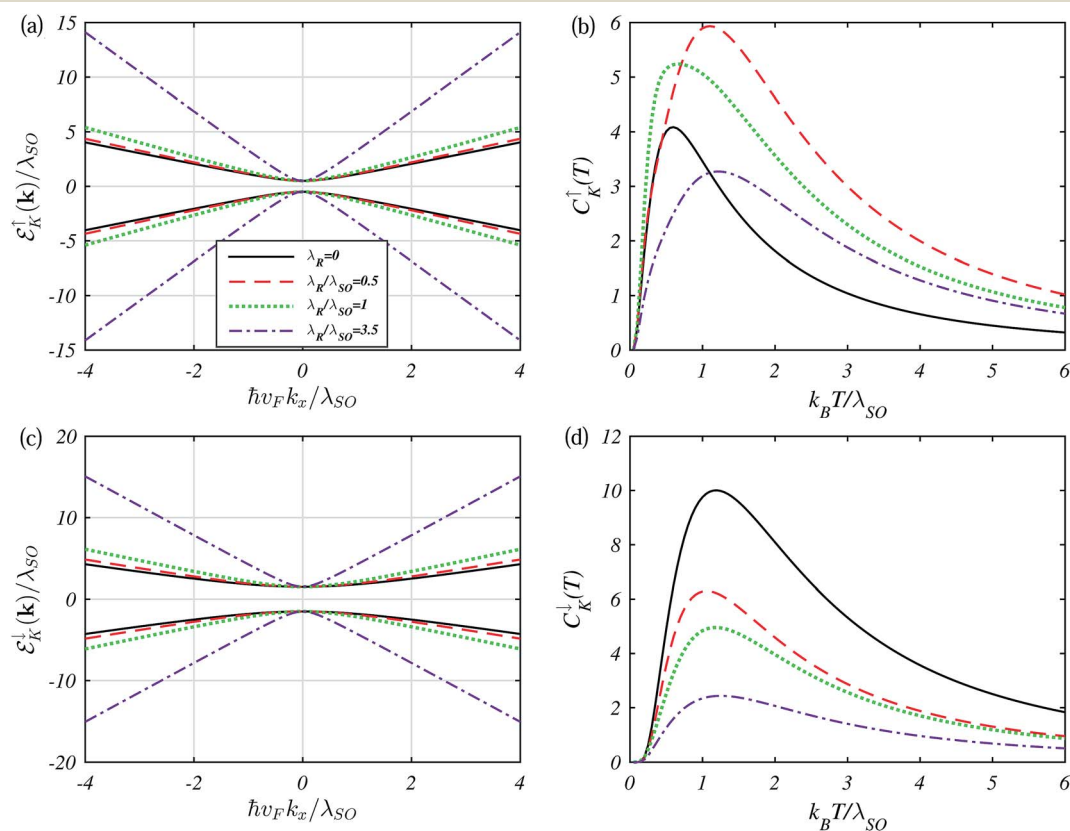 (a)
15
10
5
0
-5
-10
-15
ℰ_K^↑(k)/λ_SO
λ_R=0
λ_R/λ_SO=0.5
λ_R/λ_SO=1
λ_R/λ_SO=3.5
-4 -2 0 2 4
ħv_F k_x/λ_SO
(b)
6
5
4
3
2
1
0
C_K^↑(T)
0 1 2 3 4 5 6
k_B T/λ_SO
(c)
20
10
0
-10
-20
ℰ_K^↓(k)/λ_SO
-4 -2 0 2 4
ħv_F k_x/λ_SO
(d)
12
10
8
6
4
2
0
C_K^↓(T)
0 1 2 3 4 5 6
k_B T/λ_SO